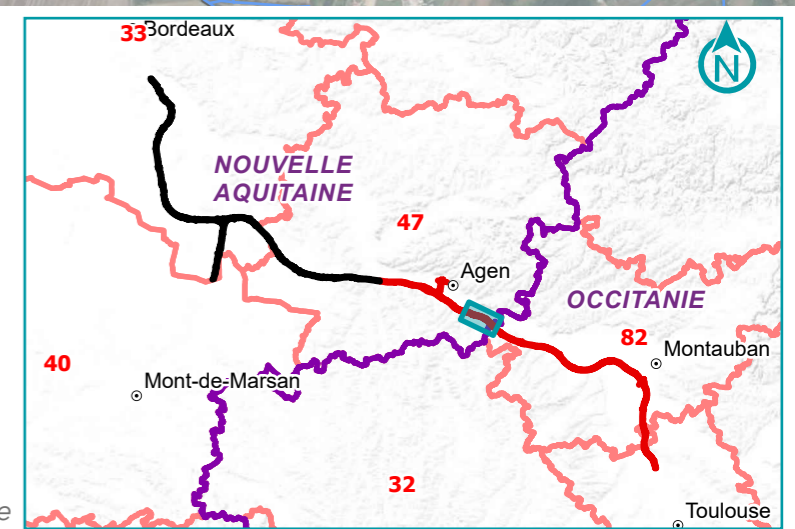 33
Bordeaux
N
NOUVELLE
AQUITAINE
47
Agen
OCCITANIE
82
Montauban
40
Mont-de-Marsan
32
e
Toulouse